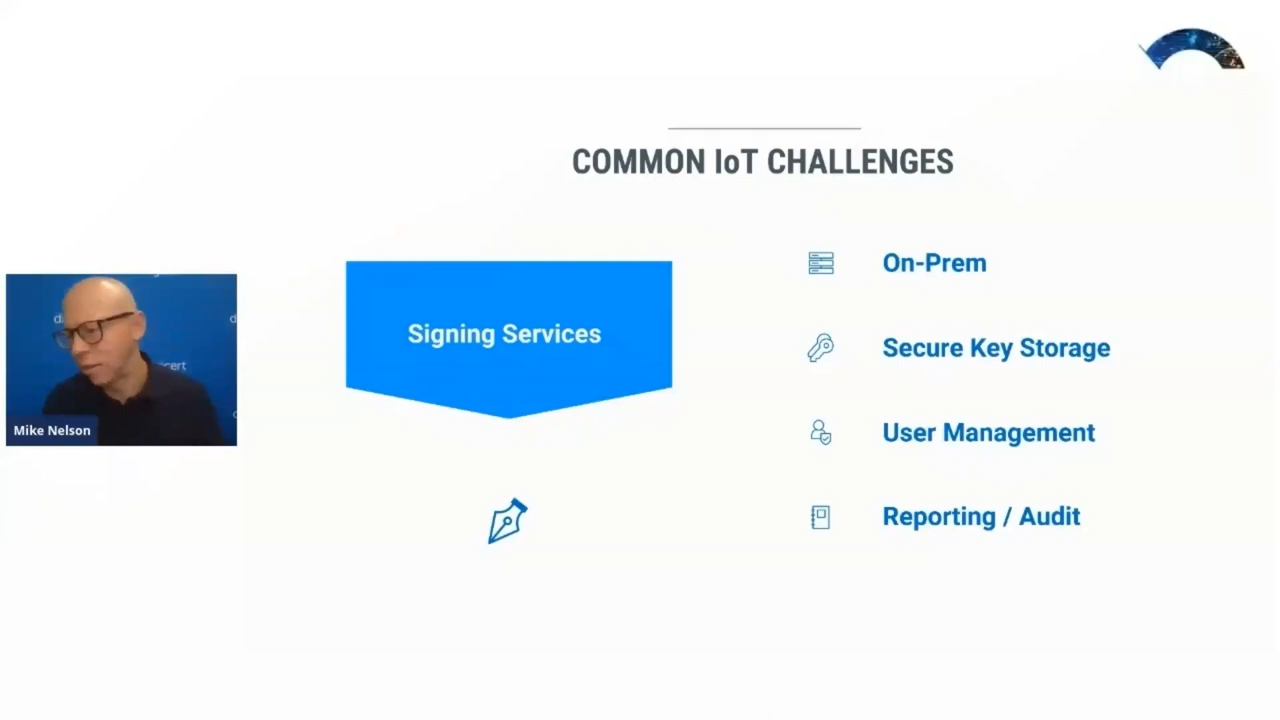 COMMON IoT CHALLENGES
Signing Services
On-Prem
Secure Key Storage
User Management
Reporting / Audit
Mike Nelson